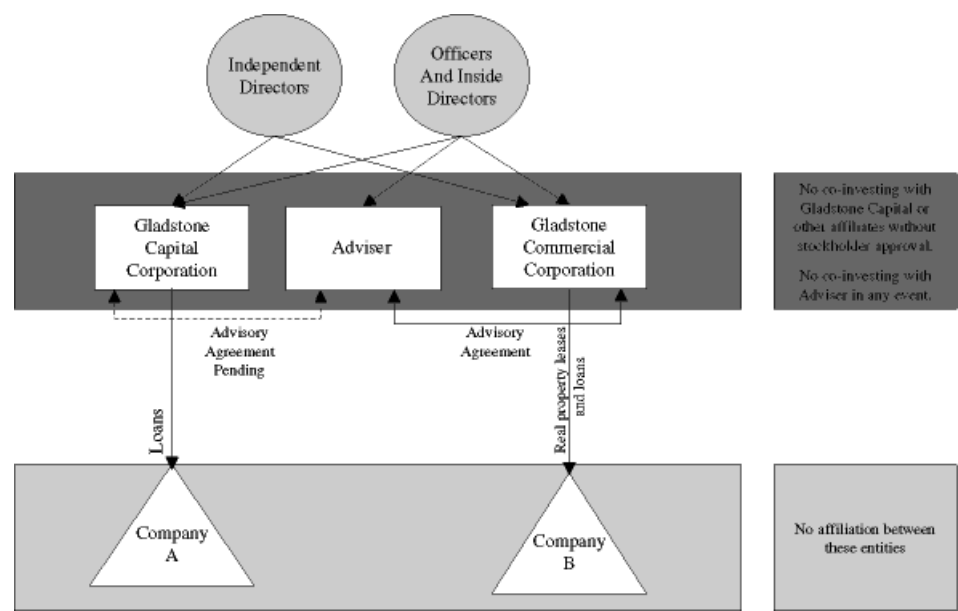 Independent
Directors
Officers
And Inside
Directors
Gladstone
Capital
Corporation
Adviser
Gladstone
Commercial
Corporation
No co-investing with
Gladstone Capital or
other affiliates without
stockholder approval.
No co-investing with
Adviser in any event.
Advisory
Agreement
Pending
Advisory
Agreement
Loans
Real property leases
and loans
Company
A
Company
B
No affiliation between
these entities